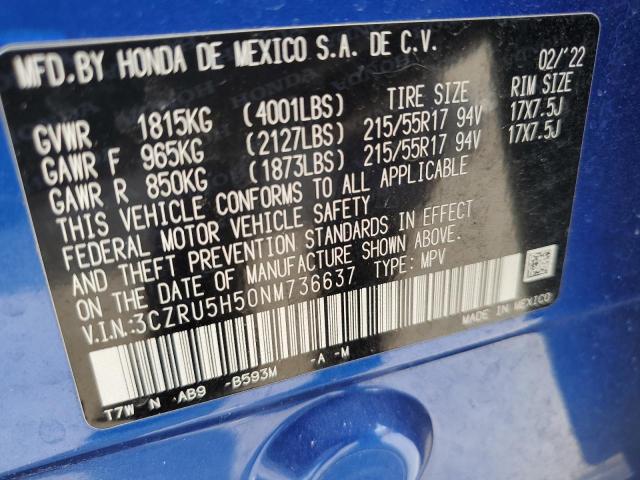 MFD. BY HONDA DE MEXICO S.A. DE C.V. 02/'22
TIRE SIZE RIM SIZE
GVWR 1815KG (4001LBS)
GAWR F 965KG (2127LBS) 215/55R17 94V 17X7.5J
GAWR R 850KG (1873LBS) 215/55R17 94V 17X7.5J
THIS VEHICLE CONFORMS TO ALL APPLICABLE
FEDERAL MOTOR VEHICLE SAFETY
AND THEFT PREVENTION STANDARDS IN EFFECT
ON THE DATE OF MANUFACTURE SHOWN ABOVE.
V.I.N:3CZRU5H50NM736637 TYPE: MPV
MADE IN MEXICO
T7W N AB9 -B593M -A -M